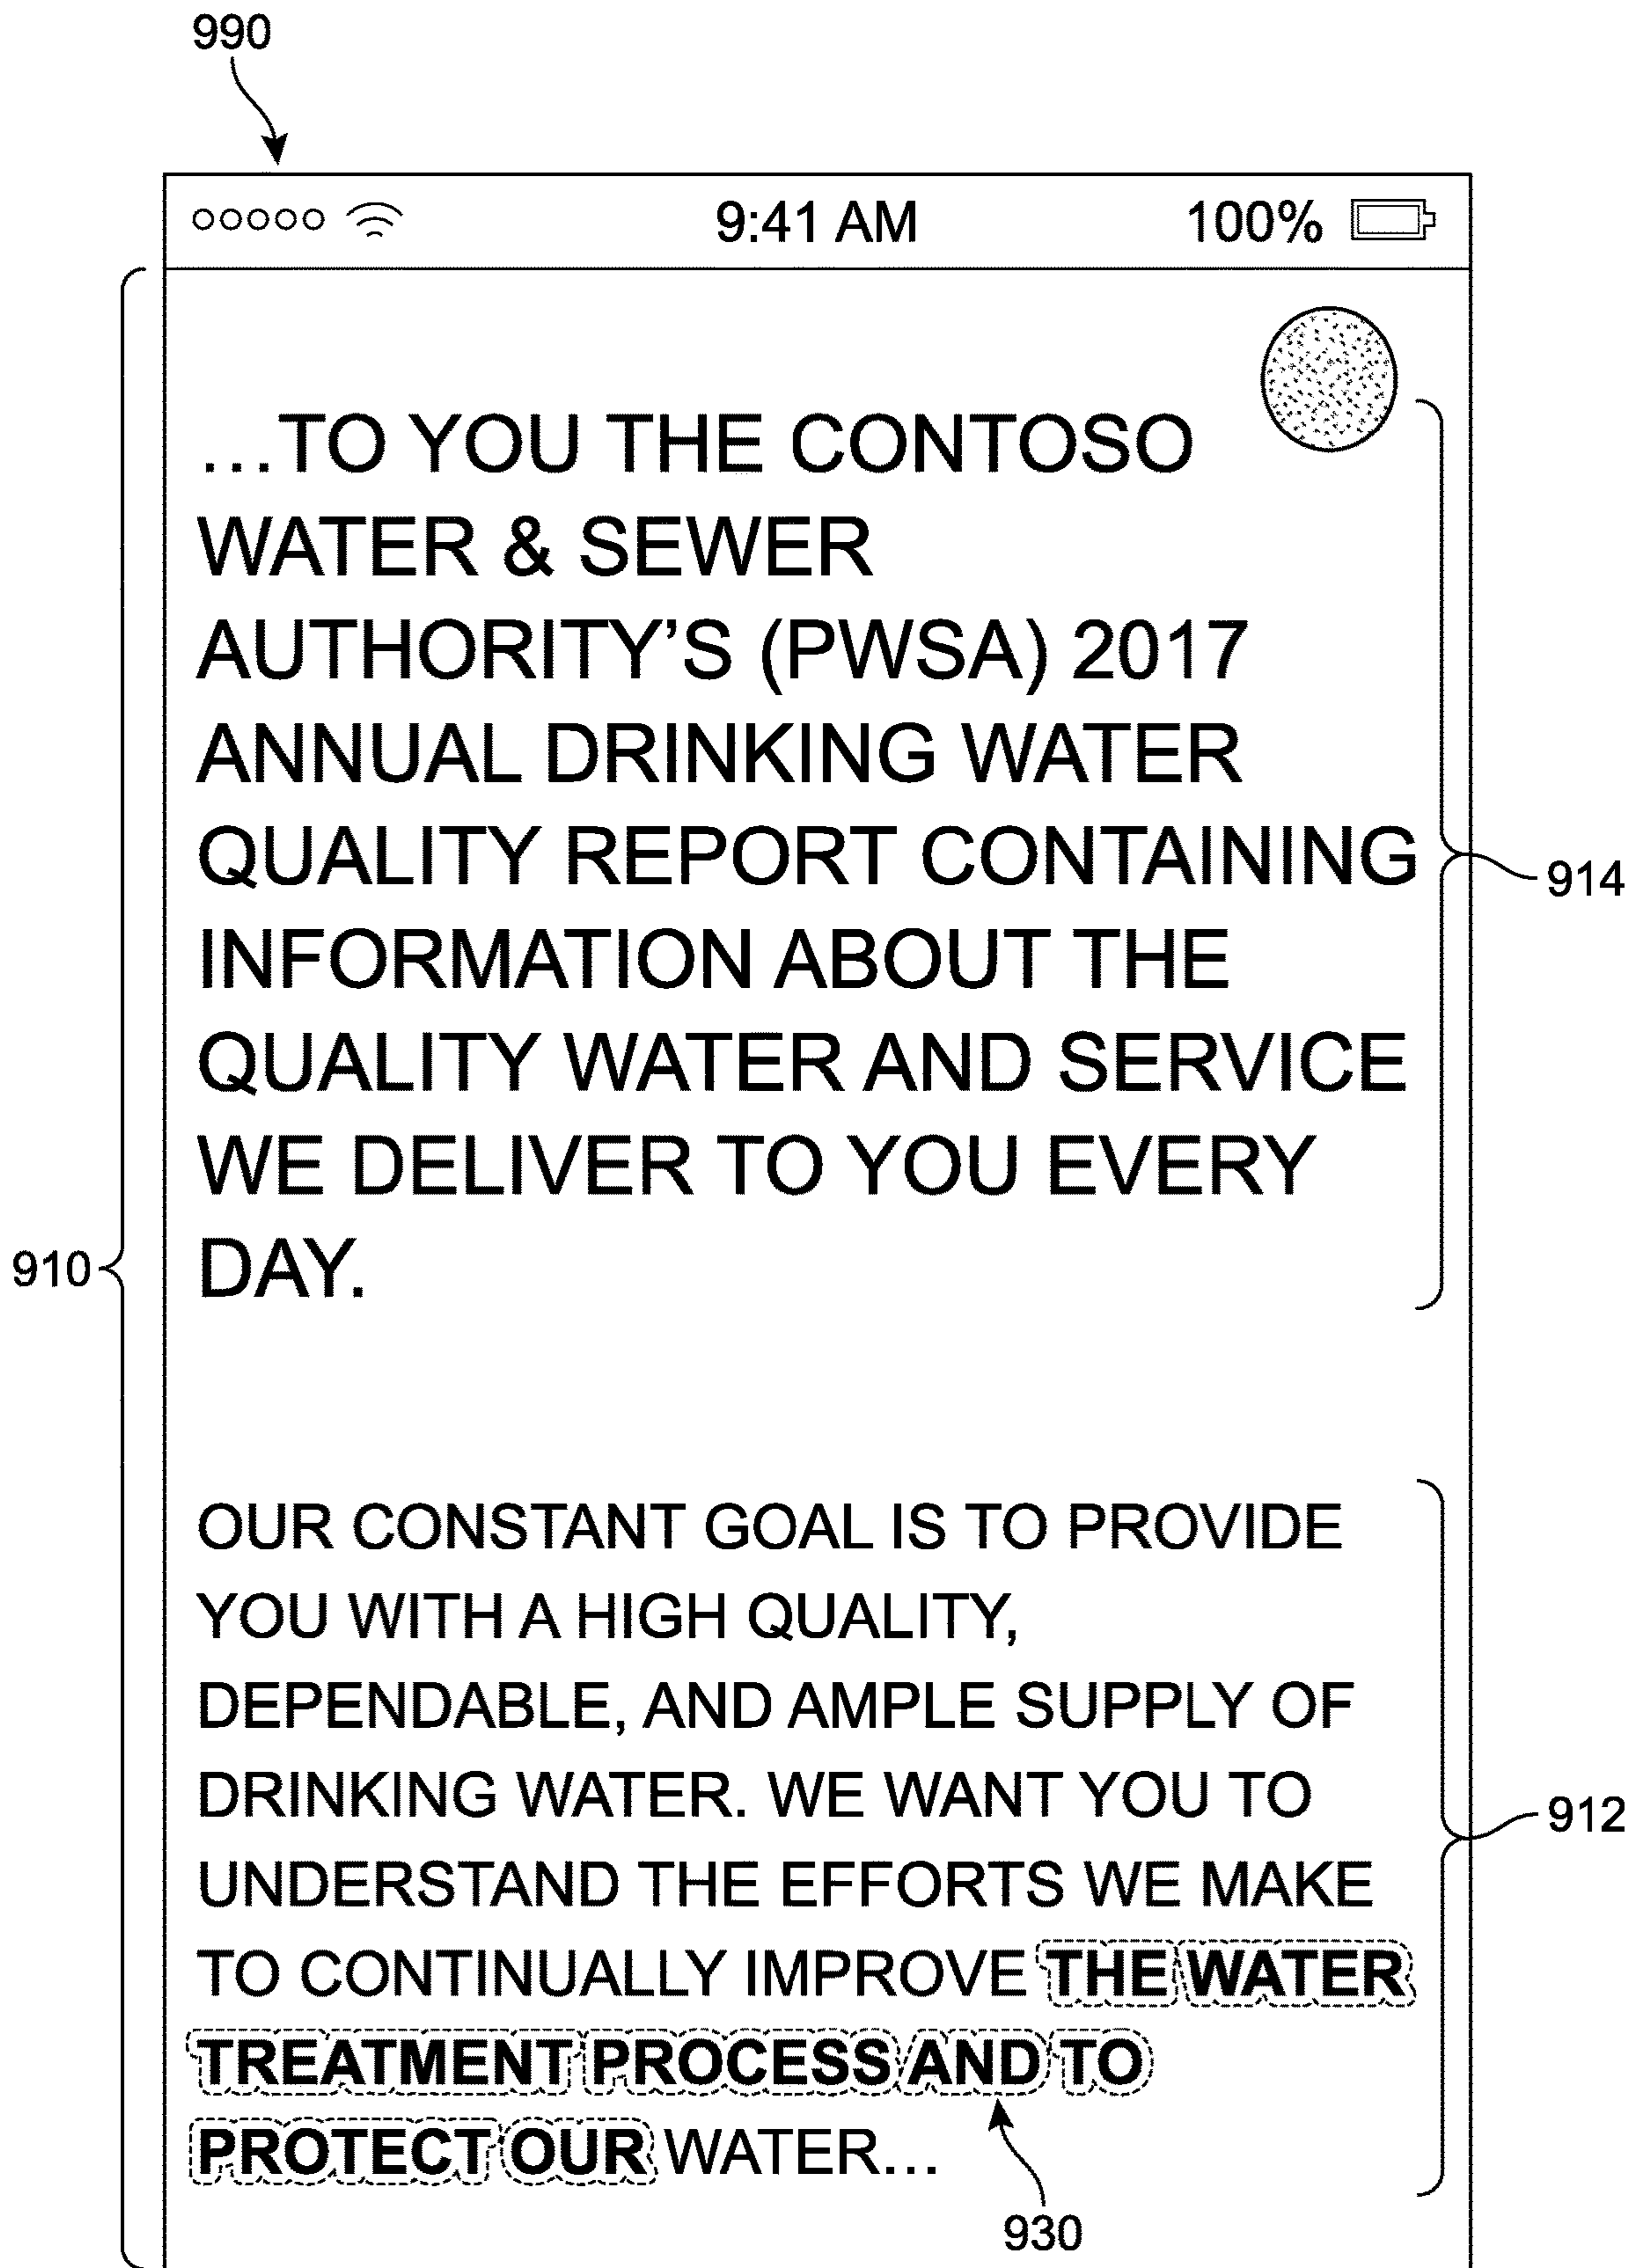 990
9:41 AM 100%
...TO YOU THE CONTOSO
WATER & SEWER
AUTHORITY'S (PWSA) 2017
ANNUAL DRINKING WATER
QUALITY REPORT CONTAINING
914
INFORMATION ABOUT THE
QUALITY WATER AND SERVICE
WE DELIVER TO YOU EVERY
910
DAY.
OUR CONSTANT GOAL IS TO PROVIDE
YOU WITH A HIGH QUALITY,
DEPENDABLE, AND AMPLE SUPPLY OF
DRINKING WATER. WE WANT YOU TO
912
UNDERSTAND THE EFFORTS WE MAKE
TO CONTINUALLY IMPROVE THE WATER
TREATMENT PROCESS AND TO
PROTECT OUR WATER...
930